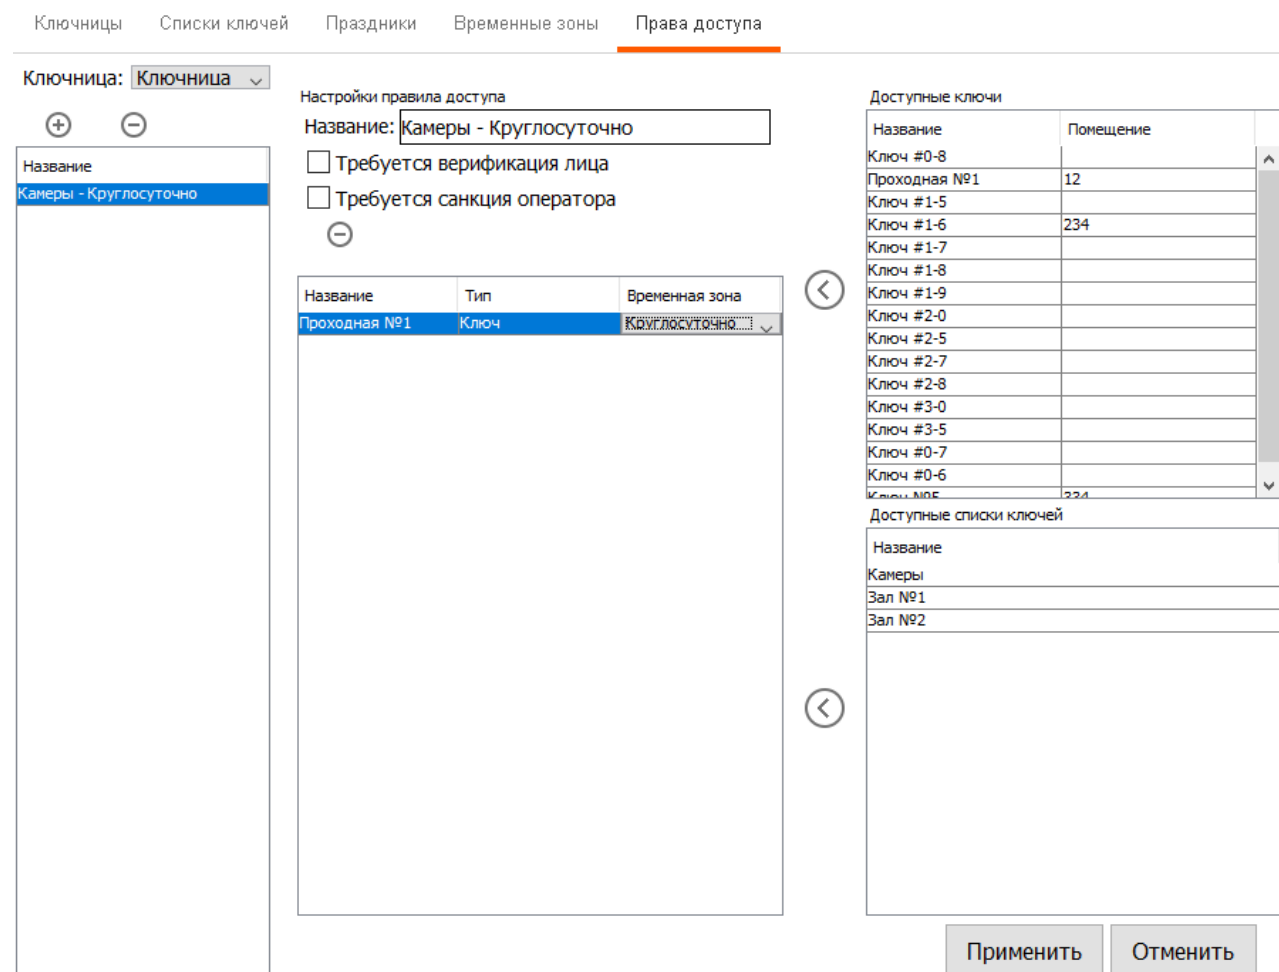 Ключницы Списки ключей Праздники Временные зоны Права доступа
Ключница: Ключница
Название
Камеры - Круглосуточно
Настройки правила доступа
Название: Камеры - Круглосуточно
Требуется верификация лица
Требуется санкция оператора
Название Тип Временная зона
Проходная №1 Ключ Круглосуточно
Доступные ключи
Название Помещение
Ключ #0-8
Проходная №1 12
Ключ #1-5
Ключ #1-6 234
Ключ #1-7
Ключ #1-8
Ключ #1-9
Ключ #2-0
Ключ #2-5
Ключ #2-7
Ключ #2-8
Ключ #3-0
Ключ #3-5
Ключ #0-7
Ключ #0-6
Ключ №5 334
Доступные списки ключей
Название
Камеры
Зал №1
Зал №2
Применить Отменить